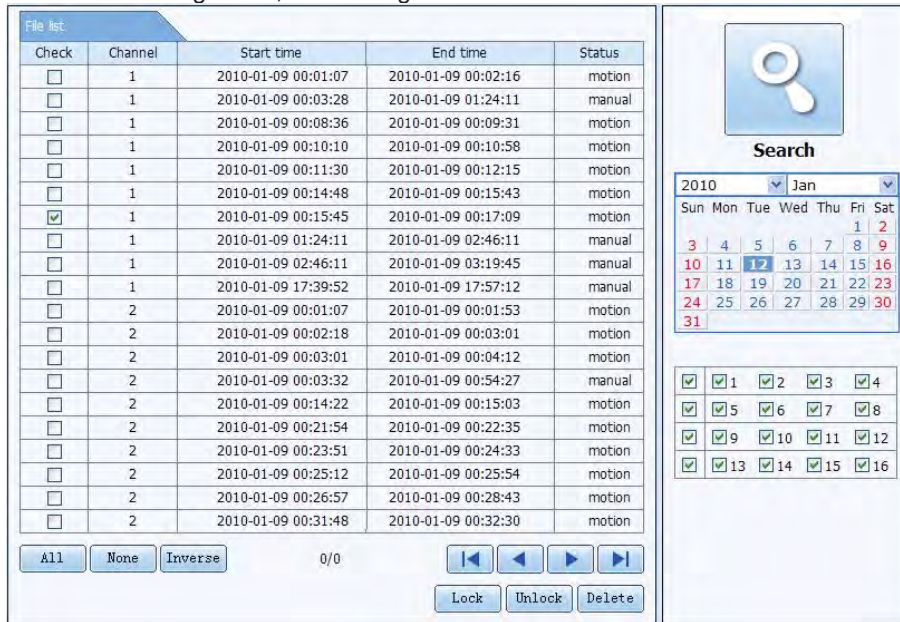 File list
Check Channel Start time End time Status
1 2010-01-09 00:01:07 2010-01-09 00:02:16 motion
1 2010-01-09 00:03:28 2010-01-09 01:24:11 manual
1 2010-01-09 00:08:36 2010-01-09 00:09:31 motion
1 2010-01-09 00:10:10 2010-01-09 00:10:58 motion
1 2010-01-09 00:11:30 2010-01-09 00:12:15 motion
1 2010-01-09 00:14:48 2010-01-09 00:15:43 motion
1 2010-01-09 00:15:45 2010-01-09 00:17:09 motion
1 2010-01-09 01:24:11 2010-01-09 02:46:11 manual
1 2010-01-09 02:46:11 2010-01-09 03:19:45 manual
1 2010-01-09 17:39:52 2010-01-09 17:57:12 manual
2 2010-01-09 00:01:07 2010-01-09 00:01:53 motion
2 2010-01-09 00:02:18 2010-01-09 00:03:01 motion
2 2010-01-09 00:03:01 2010-01-09 00:04:12 motion
2 2010-01-09 00:03:32 2010-01-09 00:54:27 manual
2 2010-01-09 00:14:22 2010-01-09 00:15:03 motion
2 2010-01-09 00:21:54 2010-01-09 00:22:35 motion
2 2010-01-09 00:23:51 2010-01-09 00:24:33 motion
2 2010-01-09 00:25:12 2010-01-09 00:25:54 motion
2 2010-01-09 00:26:57 2010-01-09 00:28:43 motion
2 2010-01-09 00:31:48 2010-01-09 00:32:30 motion
All None Inverse 0/0
Lock Unlock Delete
Search
2010 Jan
Sun Mon Tue Wed Thu Fri Sat
1 2
3 4 5 6 7 8 9
10 11 12 13 14 15 16
17 18 19 20 21 22 23
24 25 26 27 28 29 30
31
1 2 3 4
5 6 7 8
9 10 11 12
13 14 15 16